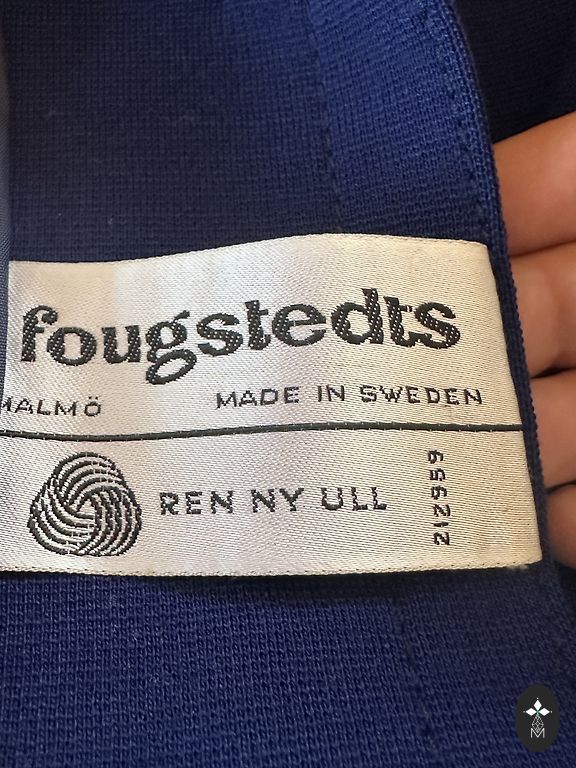 fougstedts
MALMÖ MADE IN SWEDEN
REN NY ULL
212959
M